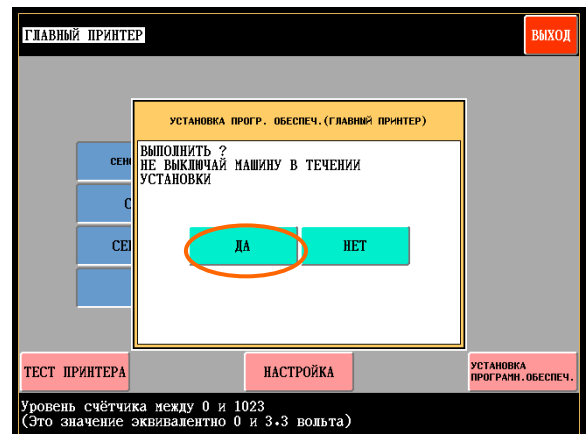 ГЛАВНЫЙ ПРИНТЕР
ВЫХОД
УСТАНОВКА ПРОГР. ОБЕСПЕЧ.(ГЛАВНЫЙ ПРИНТЕР)
ВЫПОЛНИТЬ ?
НЕ ВЫКЛЮЧАЙ МАШИНУ В ТЕЧЕНИИ
УСТАНОВКИ
ДА
НЕТ
ТЕСТ ПРИНТЕРА
НАСТРОЙКА
УСТАНОВКА
ПРОГРАММ.ОБЕСПЕЧ.
Уровень счётчика между 0 и 1023
(Это значение эквивалентно 0 и 3.3 вольта)